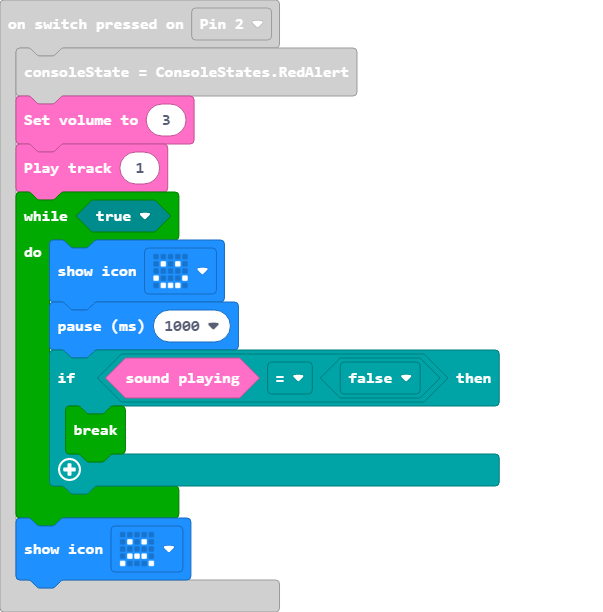 on switch pressed on Pin 2
consoleState = ConsoleStates.RedAlert
Set volume to 3
Play track 1
while true
do
show icon
pause (ms) 1000
if sound playing = false then
break
show icon